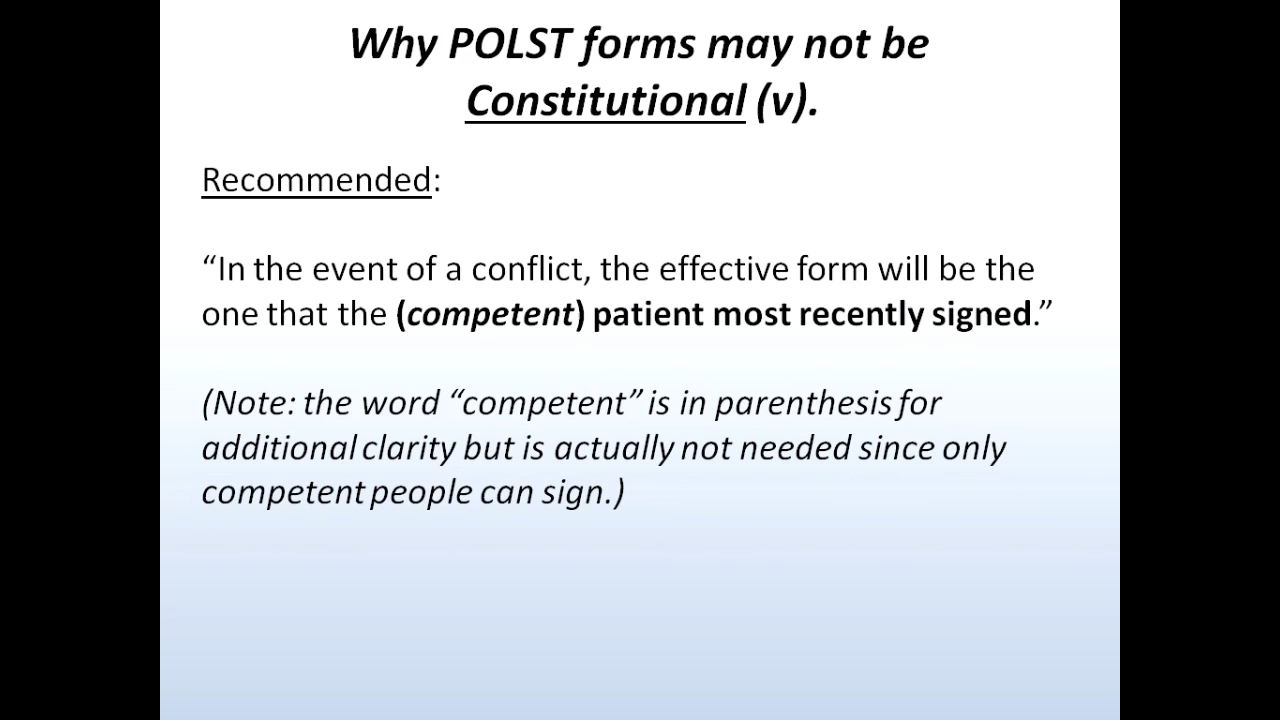 Why POLST forms may not be
Constitutional (v).
Recommended:
“In the event of a conflict, the effective form will be the
one that the (competent) patient most recently signed.”
(Note: the word “competent” is in parenthesis for
additional clarity but is actually not needed since only
competent people can sign.)